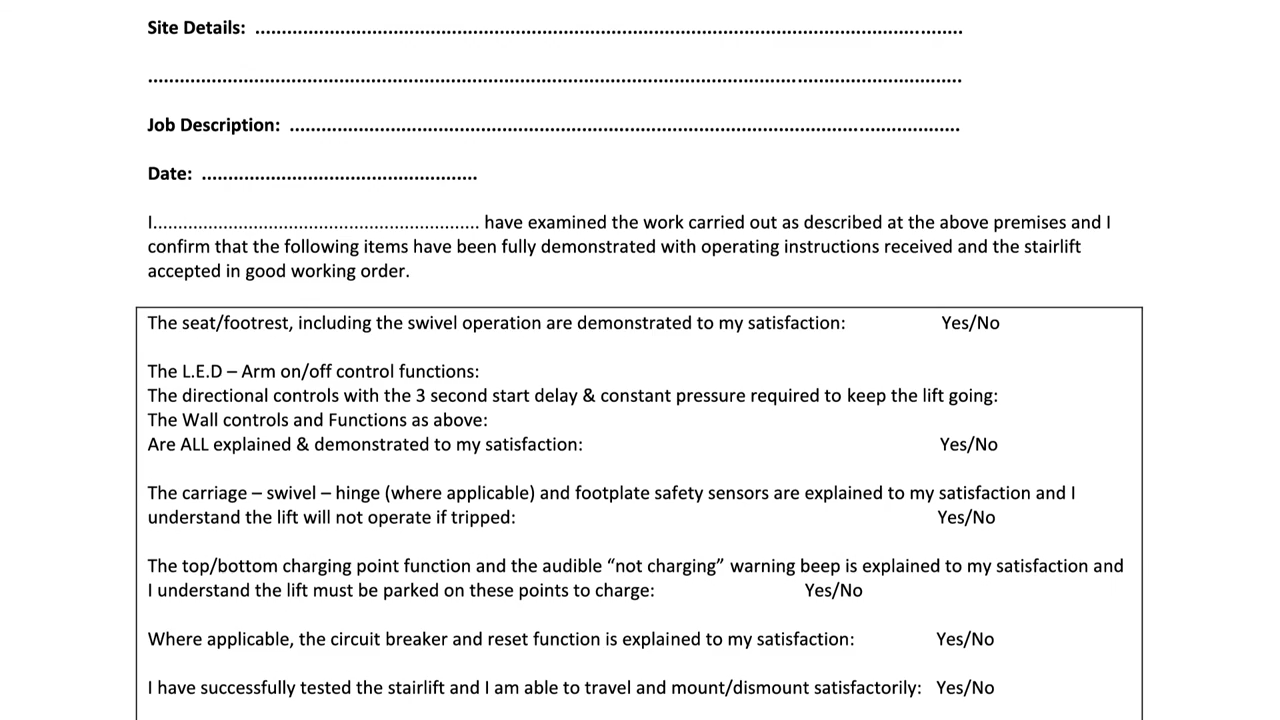 Site Details: ......................................................................................................................................
..........................................................................................................................................................
Job Description: ...............................................................................................................................
Date: ....................................................
I................................................................. have examined the work carried out as described at the above premises and I
confirm that the following items have been fully demonstrated with operating instructions received and the stairlift
accepted in good working order.
The seat/footrest, including the swivel operation are demonstrated to my satisfaction: Yes/No
The L.E.D – Arm on/off control functions:
The directional controls with the 3 second start delay & constant pressure required to keep the lift going:
The Wall controls and Functions as above:
Are ALL explained & demonstrated to my satisfaction: Yes/No
The carriage – swivel – hinge (where applicable) and footplate safety sensors are explained to my satisfaction and I
understand the lift will not operate if tripped: Yes/No
The top/bottom charging point function and the audible “not charging” warning beep is explained to my satisfaction and
I understand the lift must be parked on these points to charge: Yes/No
Where applicable, the circuit breaker and reset function is explained to my satisfaction: Yes/No
I have successfully tested the stairlift and I am able to travel and mount/dismount satisfactorily: Yes/No